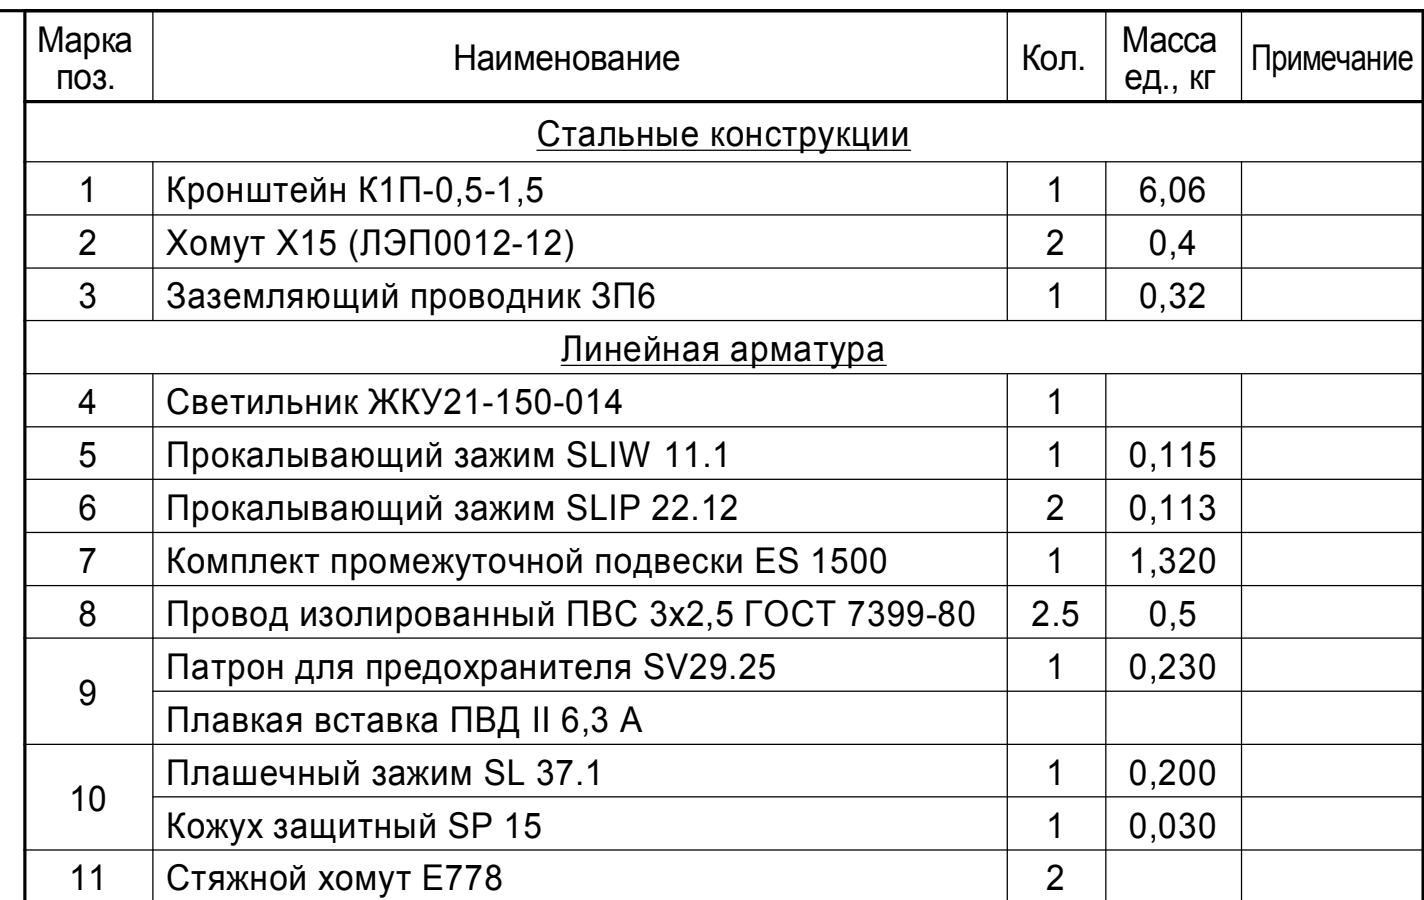 Марка поз. Наименование Кол. Масса ед., кг Примечание
Стальные конструкции
1 Кронштейн К1П-0,5-1,5 1 6,06
2 Хомут Х15 (ЛЭП0012-12) 2 0,4
3 Заземляющий проводник ЗП6 1 0,32
Линейная арматура
4 Светильник ЖКУ21-150-014 1
5 Прокалывающий зажим SLIW 11.1 1 0,115
6 Прокалывающий зажим SLIP 22.12 2 0,113
7 Комплект промежуточной подвески ES 1500 1 1,320
8 Провод изолированный ПВС 3х2,5 ГОСТ 7399-80 2.5 0,5
9 Патрон для предохранителя SV29.25 1 0,230
Плавкая вставка ПВД II 6,3 А
10 Плашечный зажим SL 37.1 1 0,200
Кожух защитный SP 15 1 0,030
11 Стяжной хомут Е778 2